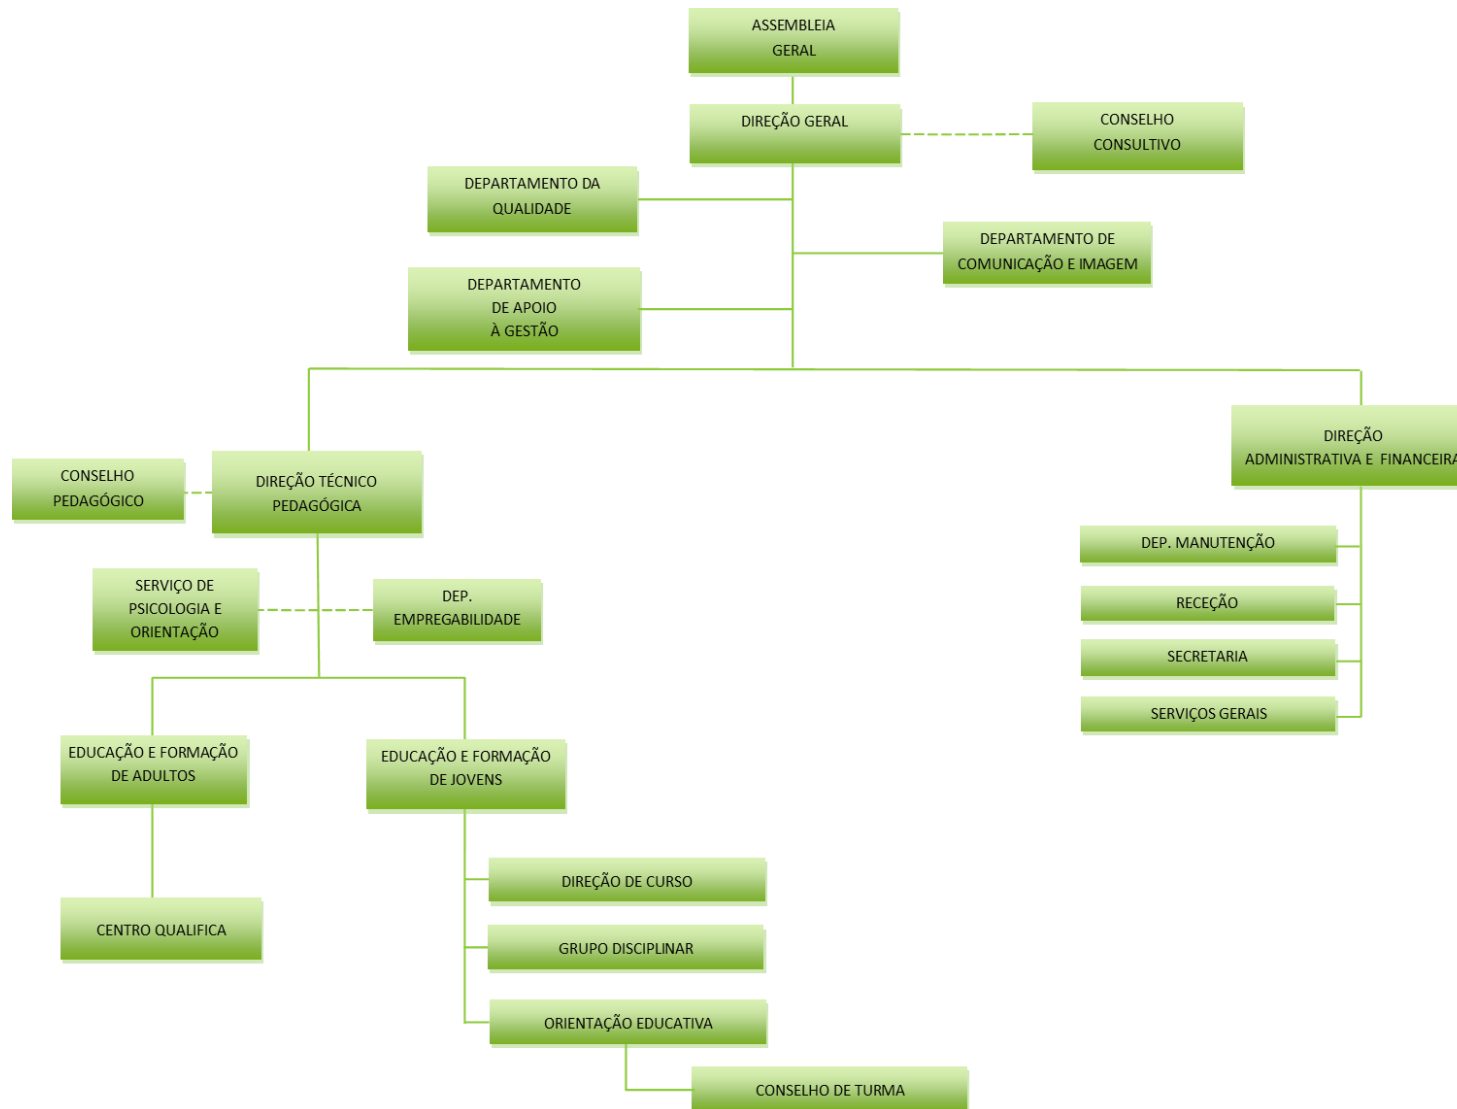 ASSEMBLEIA
GERAL
DIREÇÃO GERAL
CONSELHO
CONSULTIVO
DEPARTAMENTO DA
QUALIDADE
DEPARTAMENTO DE
COMUNICAÇÃO E IMAGEM
DEPARTAMENTO
DE APOIO
À GESTÃO
DIREÇÃO
ADMINISTRATIVA E FINANCEIRA
CONSELHO
PEDAGÓGICO
DIREÇÃO TÉCNICO
PEDAGÓGICA
DEP. MANUTENÇÃO
RECEÇÃO
SECRETARIA
SERVIÇOS GERAIS
SERVIÇO DE
PSICOLOGIA E
ORIENTAÇÃO
DEP.
EMPREGABILIDADE
EDUCAÇÃO E FORMAÇÃO
DE ADULTOS
EDUCAÇÃO E FORMAÇÃO
DE JOVENS
CENTRO QUALIFICA
DIREÇÃO DE CURSO
GRUPO DISCIPLINAR
ORIENTAÇÃO EDUCATIVA
CONSELHO DE TURMA